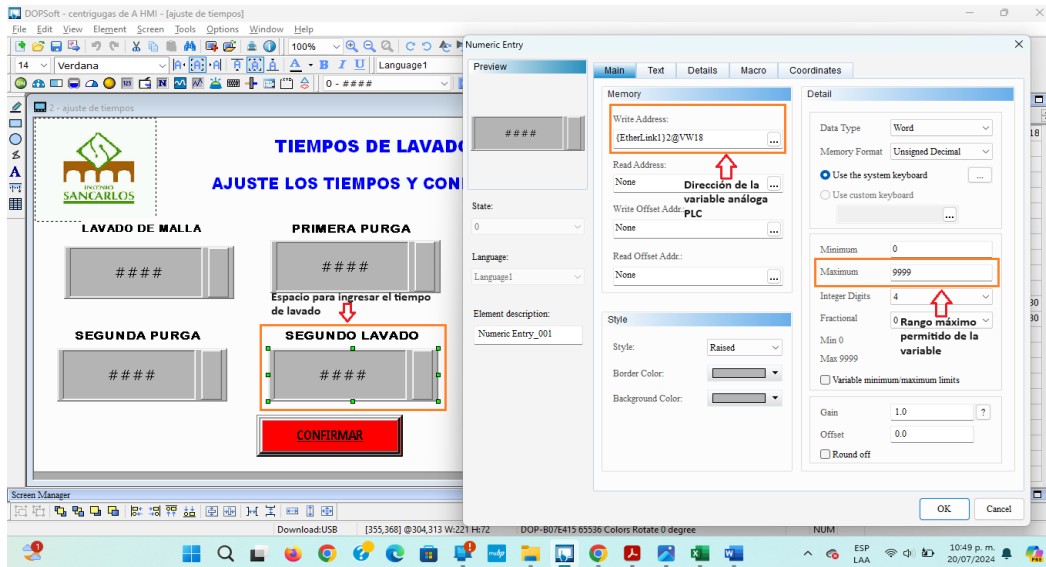 DOPSoft - centrigugas de A HMI - [ajuste de tiempos]
File Edit View Element Screen Tools Options Window Help
100%
14 Verdana A A A A A A A B I U Language1
0 - ####
2 - ajuste de tiempos
INGENIO
SANCARLOS
TIEMPOS DE LAVADO
AJUSTE LOS TIEMPOS Y CON
LAVADO DE MALLA
PRIMERA PURGA
####
####
Espacio para ingresar el tiempo
de lavado
SEGUNDA PURGA
SEGUNDO LAVADO
####
####
CONFIRMAR
Numeric Entry
Preview
####
State:
0
Language:
Language1
Element description:
Numeric Entry_001
Main Text Details Macro Coordinates
Memory
Write Address:
{EtherLink1}2@VW18
...
Read Address:
None
...
Dirección de la
variable análoga
PLC
Write Offset Addr.:
None
...
Read Offset Addr.:
None
...
Style
Style:
Raised
Border Color:
Background Color:
Detail
Data Type
Word
Memory Format
Unsigned Decimal
Use the system keyboard
...
Use custom keyboard
...
Minimum
0
Maximum
9999
Integer Digits
4
Fractional
0
Rango máximo
permitido de la
variable
Min 0
Max 9999
Variable minimum/maximum limits
Gain
1.0
?
Offset
0.0
Round off
OK
Cancel
18
30
30
Screen Manager
Download:USB [355,368] @304,313 W:221 H:72 DOP-B07E415 65536 Colors Rotate 0 degree NUM
ESP
LAA
10:49 p. m.
20/07/2024